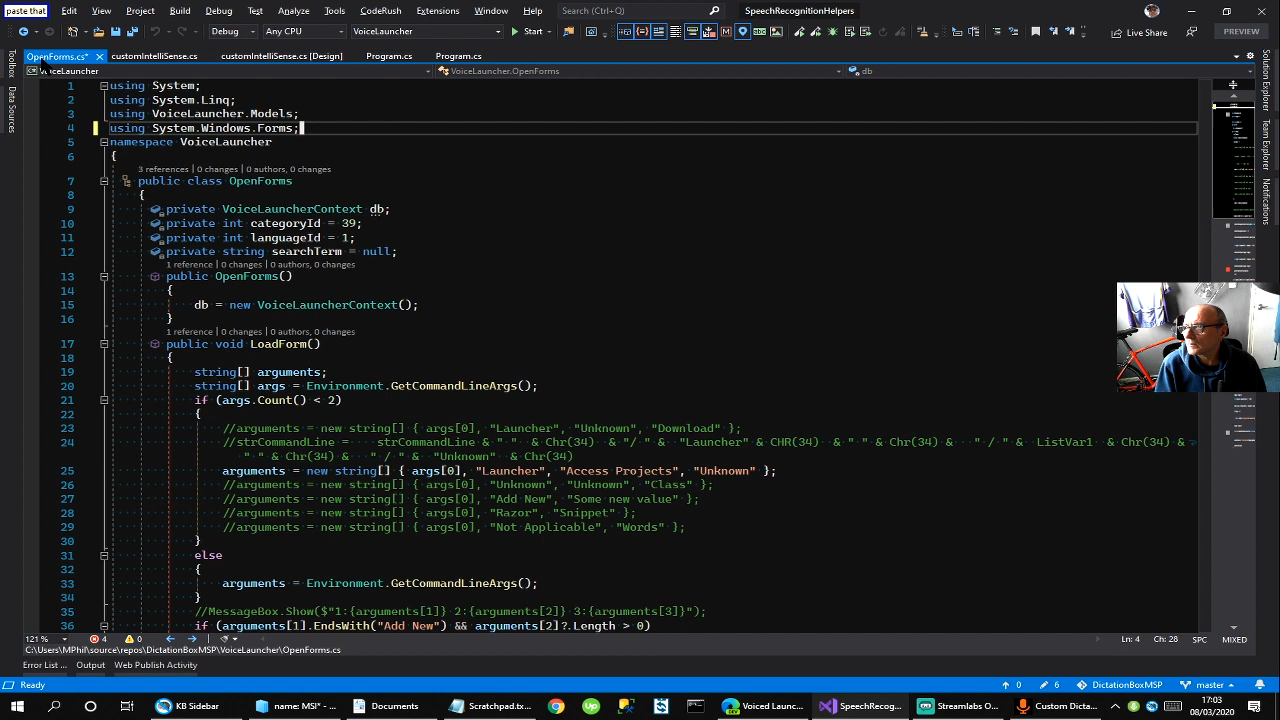 paste that
Edit View Project Build Debug Test Analyze Tools CodeRush Extensions Window Help Search (Ctrl+Q) SpeechRecognitionHelpers
Debug Any CPU VoiceLauncher Start Live Share PREVIEW
OpenForms.cs* customIntelliSense.cs customIntelliSense.cs [Design] Program.cs Program.cs
VoiceLauncher VoiceLauncher.OpenForms db
Toolbox
Data Sources
Solution Explorer
Team Explorer
Notifications
1 using System;
2 using System.Linq;
3 using VoiceLauncher.Models;
4 using System.Windows.Forms;
5 namespace VoiceLauncher
6 {
3 references | 0 changes | 0 authors, 0 changes
7 public class OpenForms
8 {
9 private VoiceLauncherContext db;
10 private int categoryId = 39;
11 private int languageId = 1;
12 private string searchTerm = null;
1 reference | 0 changes | 0 authors, 0 changes
13 public OpenForms()
14 {
15 db = new VoiceLauncherContext();
16 }
1 reference | 0 changes | 0 authors, 0 changes
17 public void LoadForm()
18 {
19 string[] arguments;
20 string[] args = Environment.GetCommandLineArgs();
21 if (args.Count() < 2)
22 {
23 //arguments = new string[] { args[0], "Launcher", "Unknown", "Download" };
24 //strCommandLine = strCommandLine & " " & Chr(34) & "/" & "Launcher" & CHR(34) & " " & Chr(34) & " / " & ListVar1 & Chr(34) &
" " & Chr(34) & " / " & "Unknown" & Chr(34)
25 arguments = new string[] { args[0], "Launcher", "Access Projects", "Unknown" };
26 //arguments = new string[] { args[0], "Unknown", "Unknown", "Class" };
27 //arguments = new string[] { args[0], "Add New", "Some new value" };
28 //arguments = new string[] { args[0], "Razor", "Snippet" };
29 //arguments = new string[] { args[0], "Not Applicable", "Words" };
30 }
31 else
32 {
33 arguments = Environment.GetCommandLineArgs();
34 }
35 //MessageBox.Show($"1:{arguments[1]} 2:{arguments[2]} 3:{arguments[3]}");
36 if (arguments[1].EndsWith("Add New") && arguments[2]?.Length > 0)
121 % 4 0 Ln: 4 Ch: 28 SPC MIXED
C:\Users\MPhil\source\repos\DictationBoxMSP\VoiceLauncher\OpenForms.cs
Error List ... Output Web Publish Activity
Ready 0 6 DictationBoxMSP master
KB Sidebar name: MSI* - ... Documents Scratchpad.tx... Voiced Launc... SpeechRecog... Streamlabs O... Custom Dicta... 17:03
08/03/2020